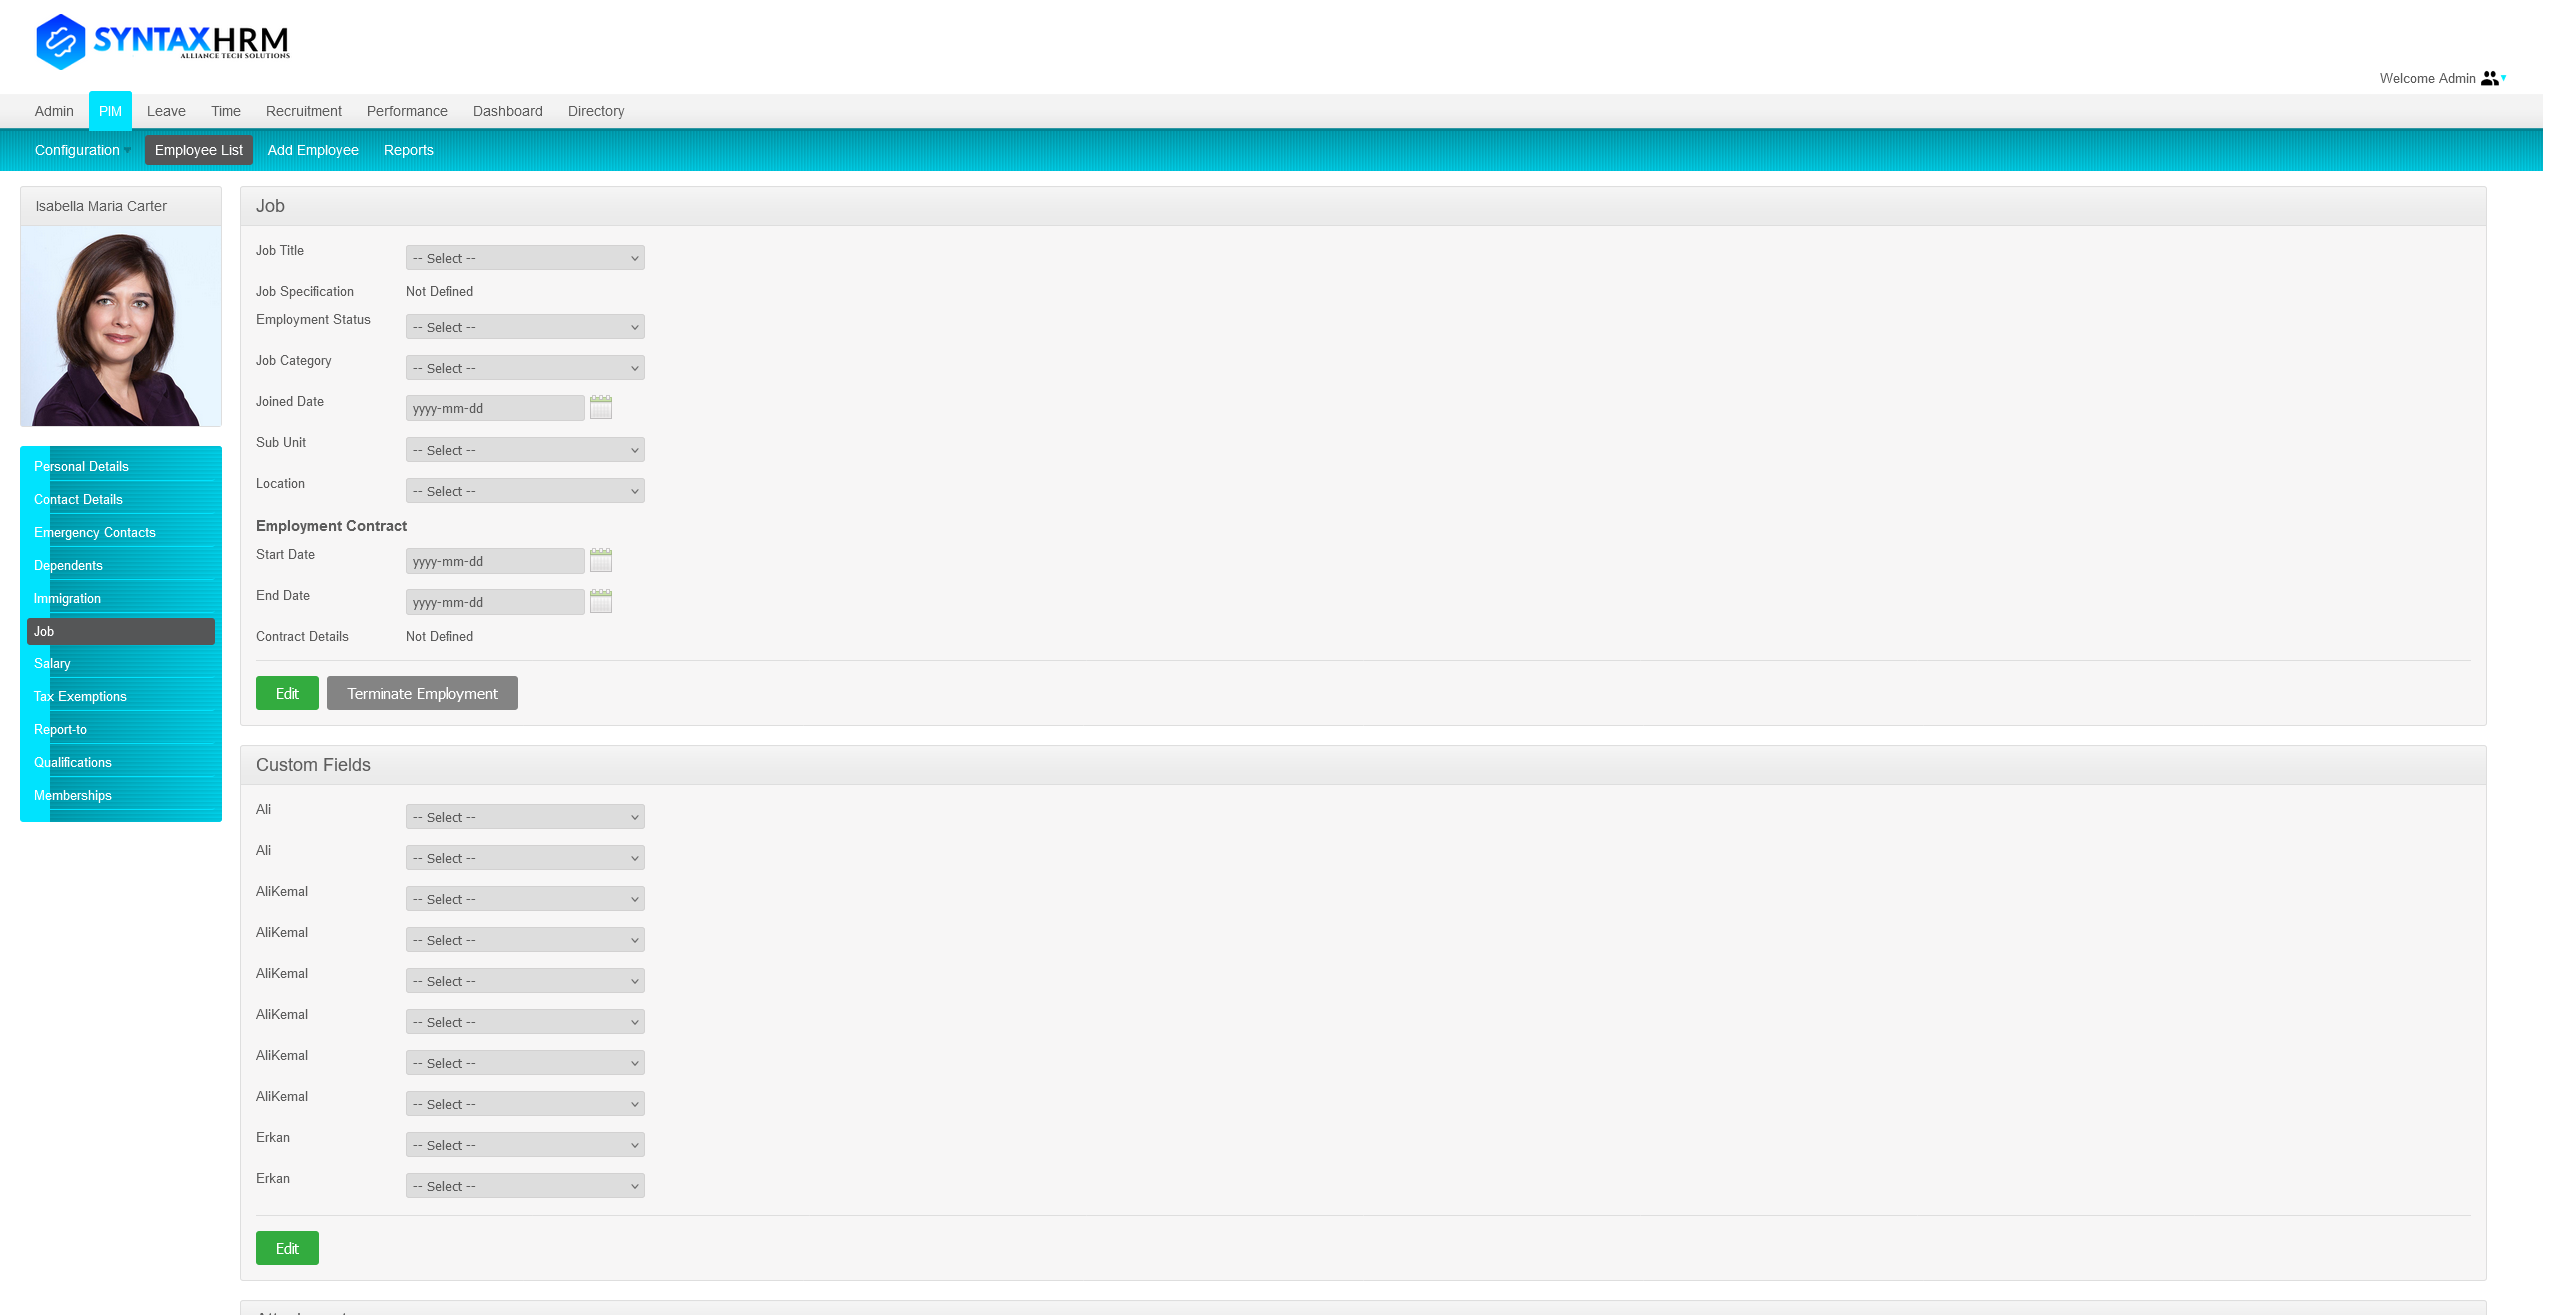 SYNTAXHRM
ALLIANCE TECH SOLUTIONS
Welcome Admin
Admin PIM Leave Time Recruitment Performance Dashboard Directory
Configuration Employee List Add Employee Reports
Isabella Maria Carter
Personal Details
Contact Details
Emergency Contacts
Dependents
Immigration
Job
Salary
Tax Exemptions
Report-to
Qualifications
Memberships
Job
Job Title -- Select --
Job Specification Not Defined
Employment Status -- Select --
Job Category -- Select --
Joined Date yyyy-mm-dd
Sub Unit -- Select --
Location -- Select --
Employment Contract
Start Date yyyy-mm-dd
End Date yyyy-mm-dd
Contract Details Not Defined
Edit Terminate Employment
Custom Fields
Ali -- Select --
Ali -- Select --
AliKemal -- Select --
AliKemal -- Select --
AliKemal -- Select --
AliKemal -- Select --
AliKemal -- Select --
AliKemal -- Select --
Erkan -- Select --
Erkan -- Select --
Edit